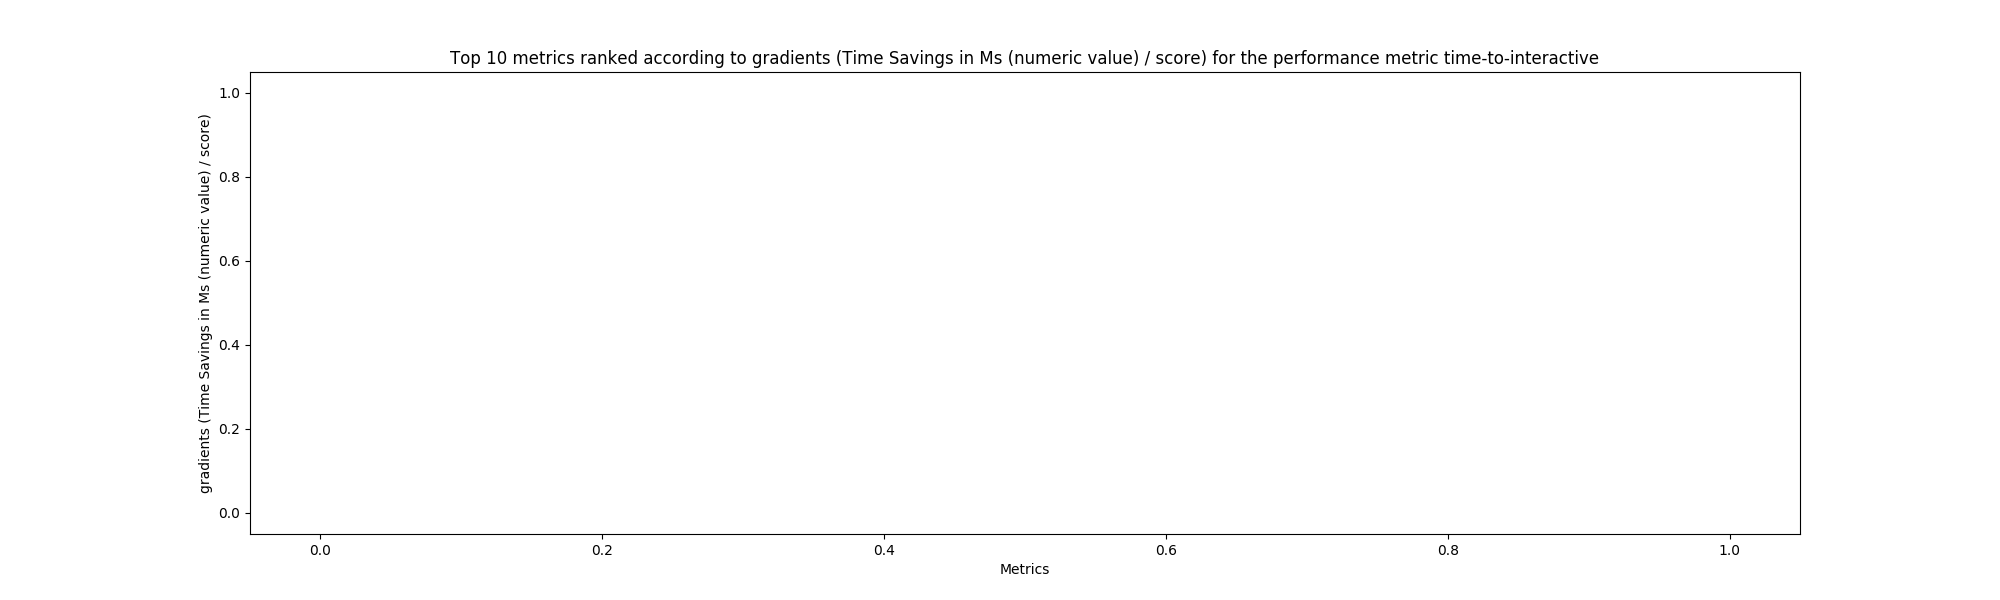 Top 10 metrics ranked according to gradients (Time Savings in Ms (numeric value) / score) for the performance metric time-to-interactive
gradients (Time Savings in Ms (numeric value) / score)
1.0
0.8
0.6
0.4
0.2
0.0
0.0 0.2 0.4 0.6 0.8 1.0
Metrics